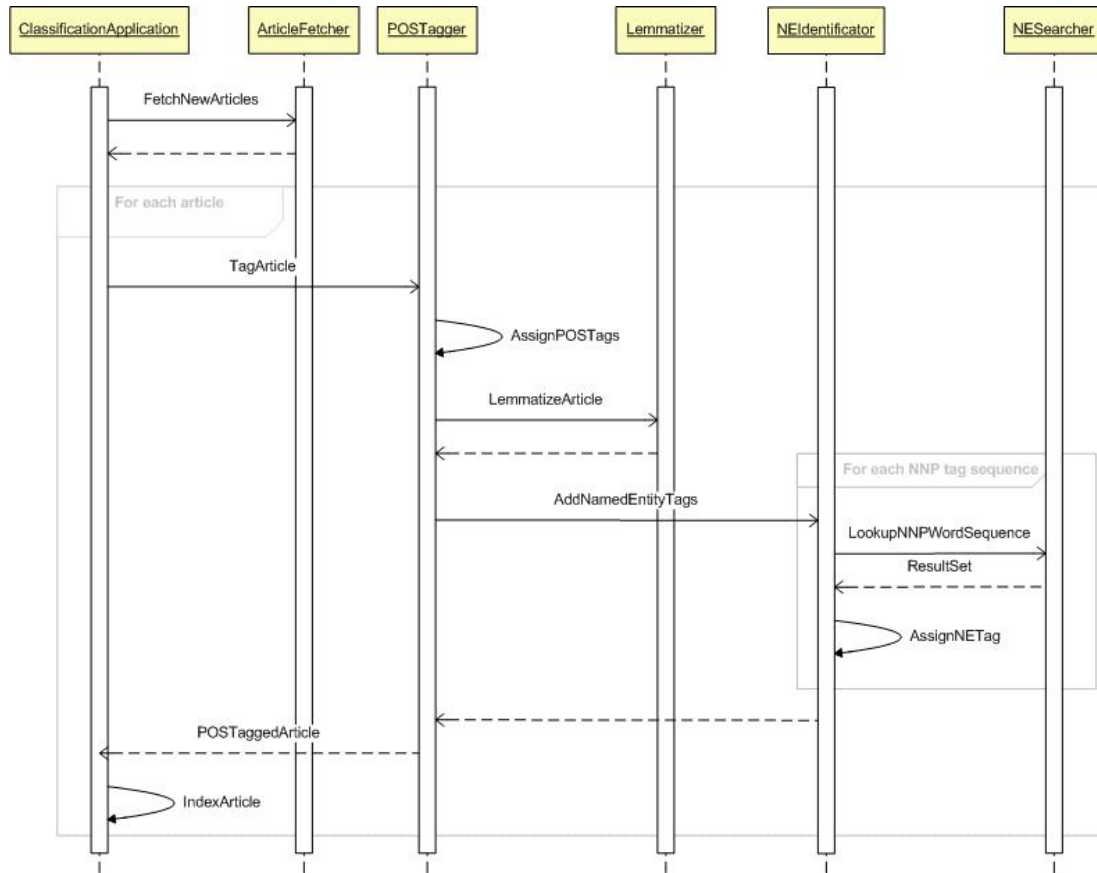 ClassificationApplication
ArticleFetcher
POSTagger
Lemmatizer
NEIdentificator
NESearcher
FetchNewArticles
For each article
TagArticle
AssignPOSTags
LemmatizeArticle
For each NNP tag sequence
AddNamedEntityTags
LookupNNPWordSequence
ResultSet
AssignNETag
POSTaggedArticle
IndexArticle